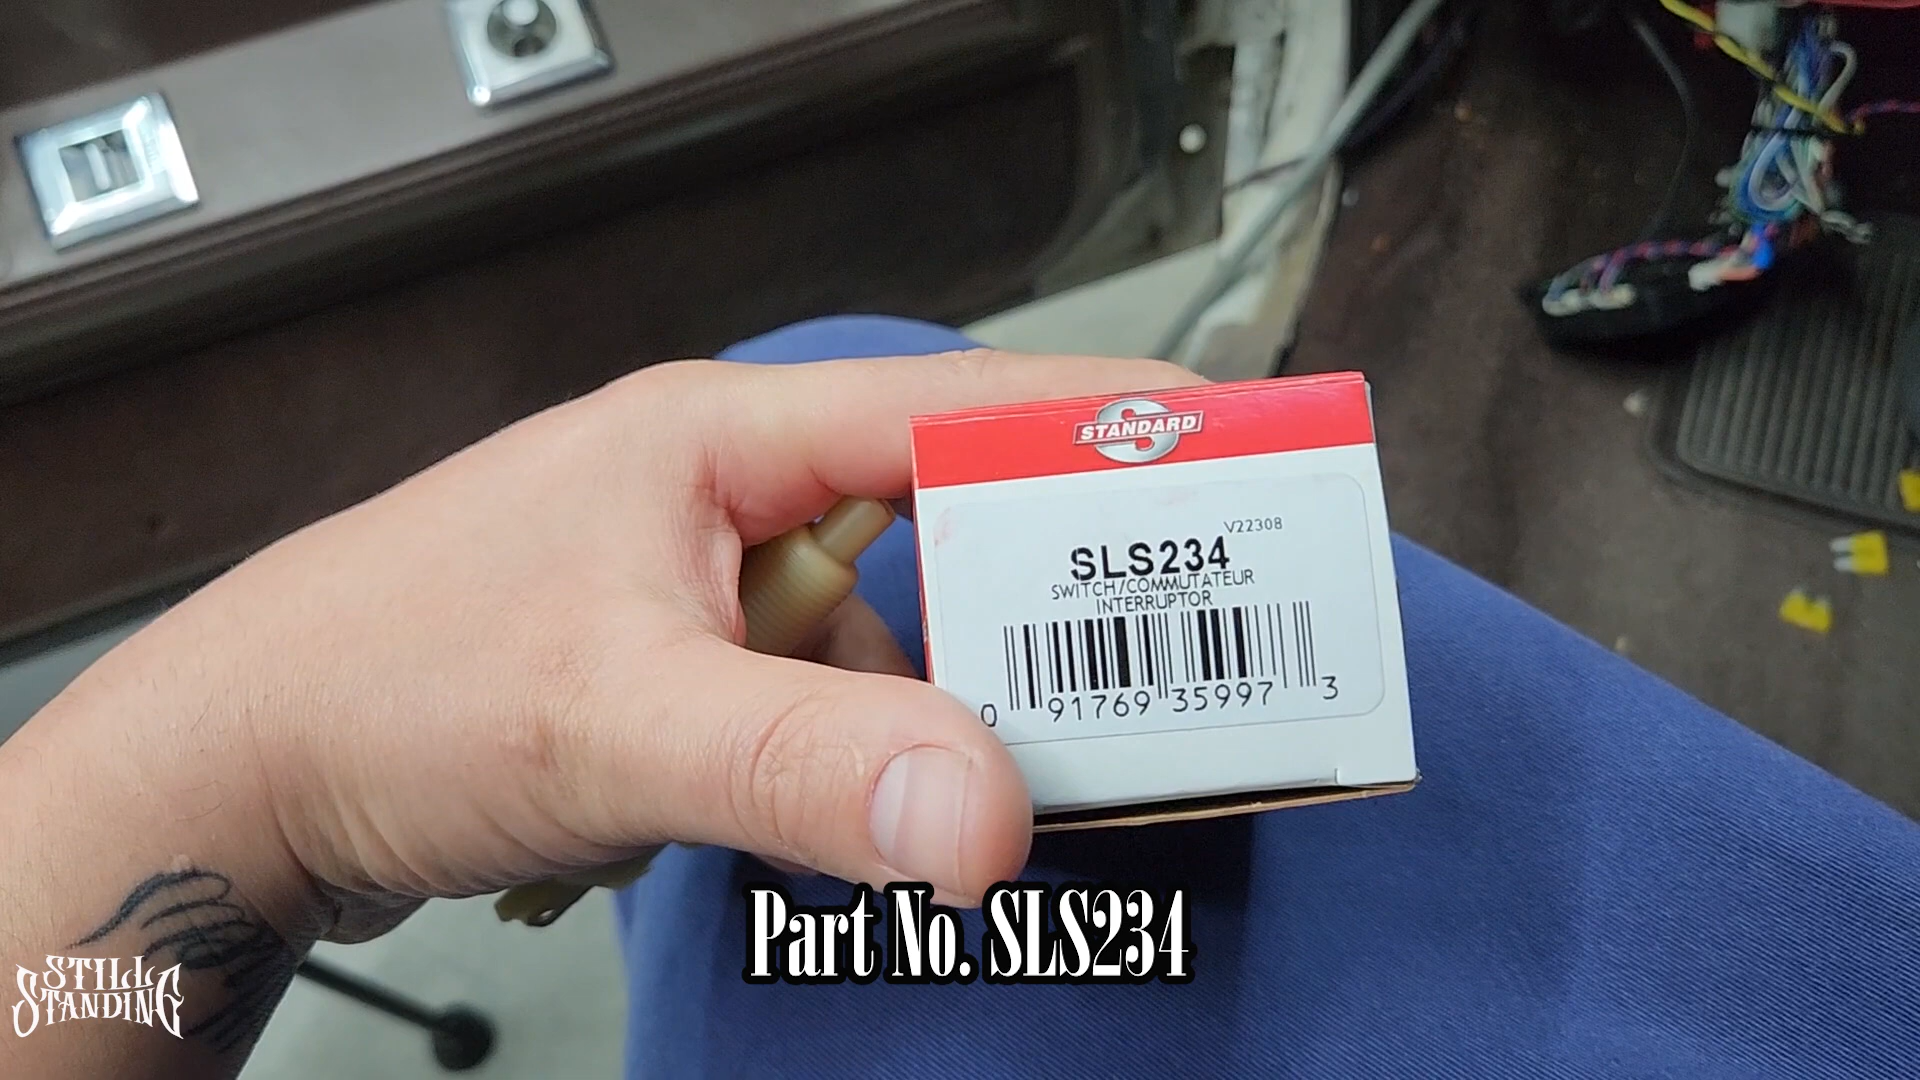 STANDARD
V22308
SLS234
SWITCH/COMMUTATEUR
INTERRUPTOR
0 91769 35997 3
Part No. SLS234
STILL
STANDING